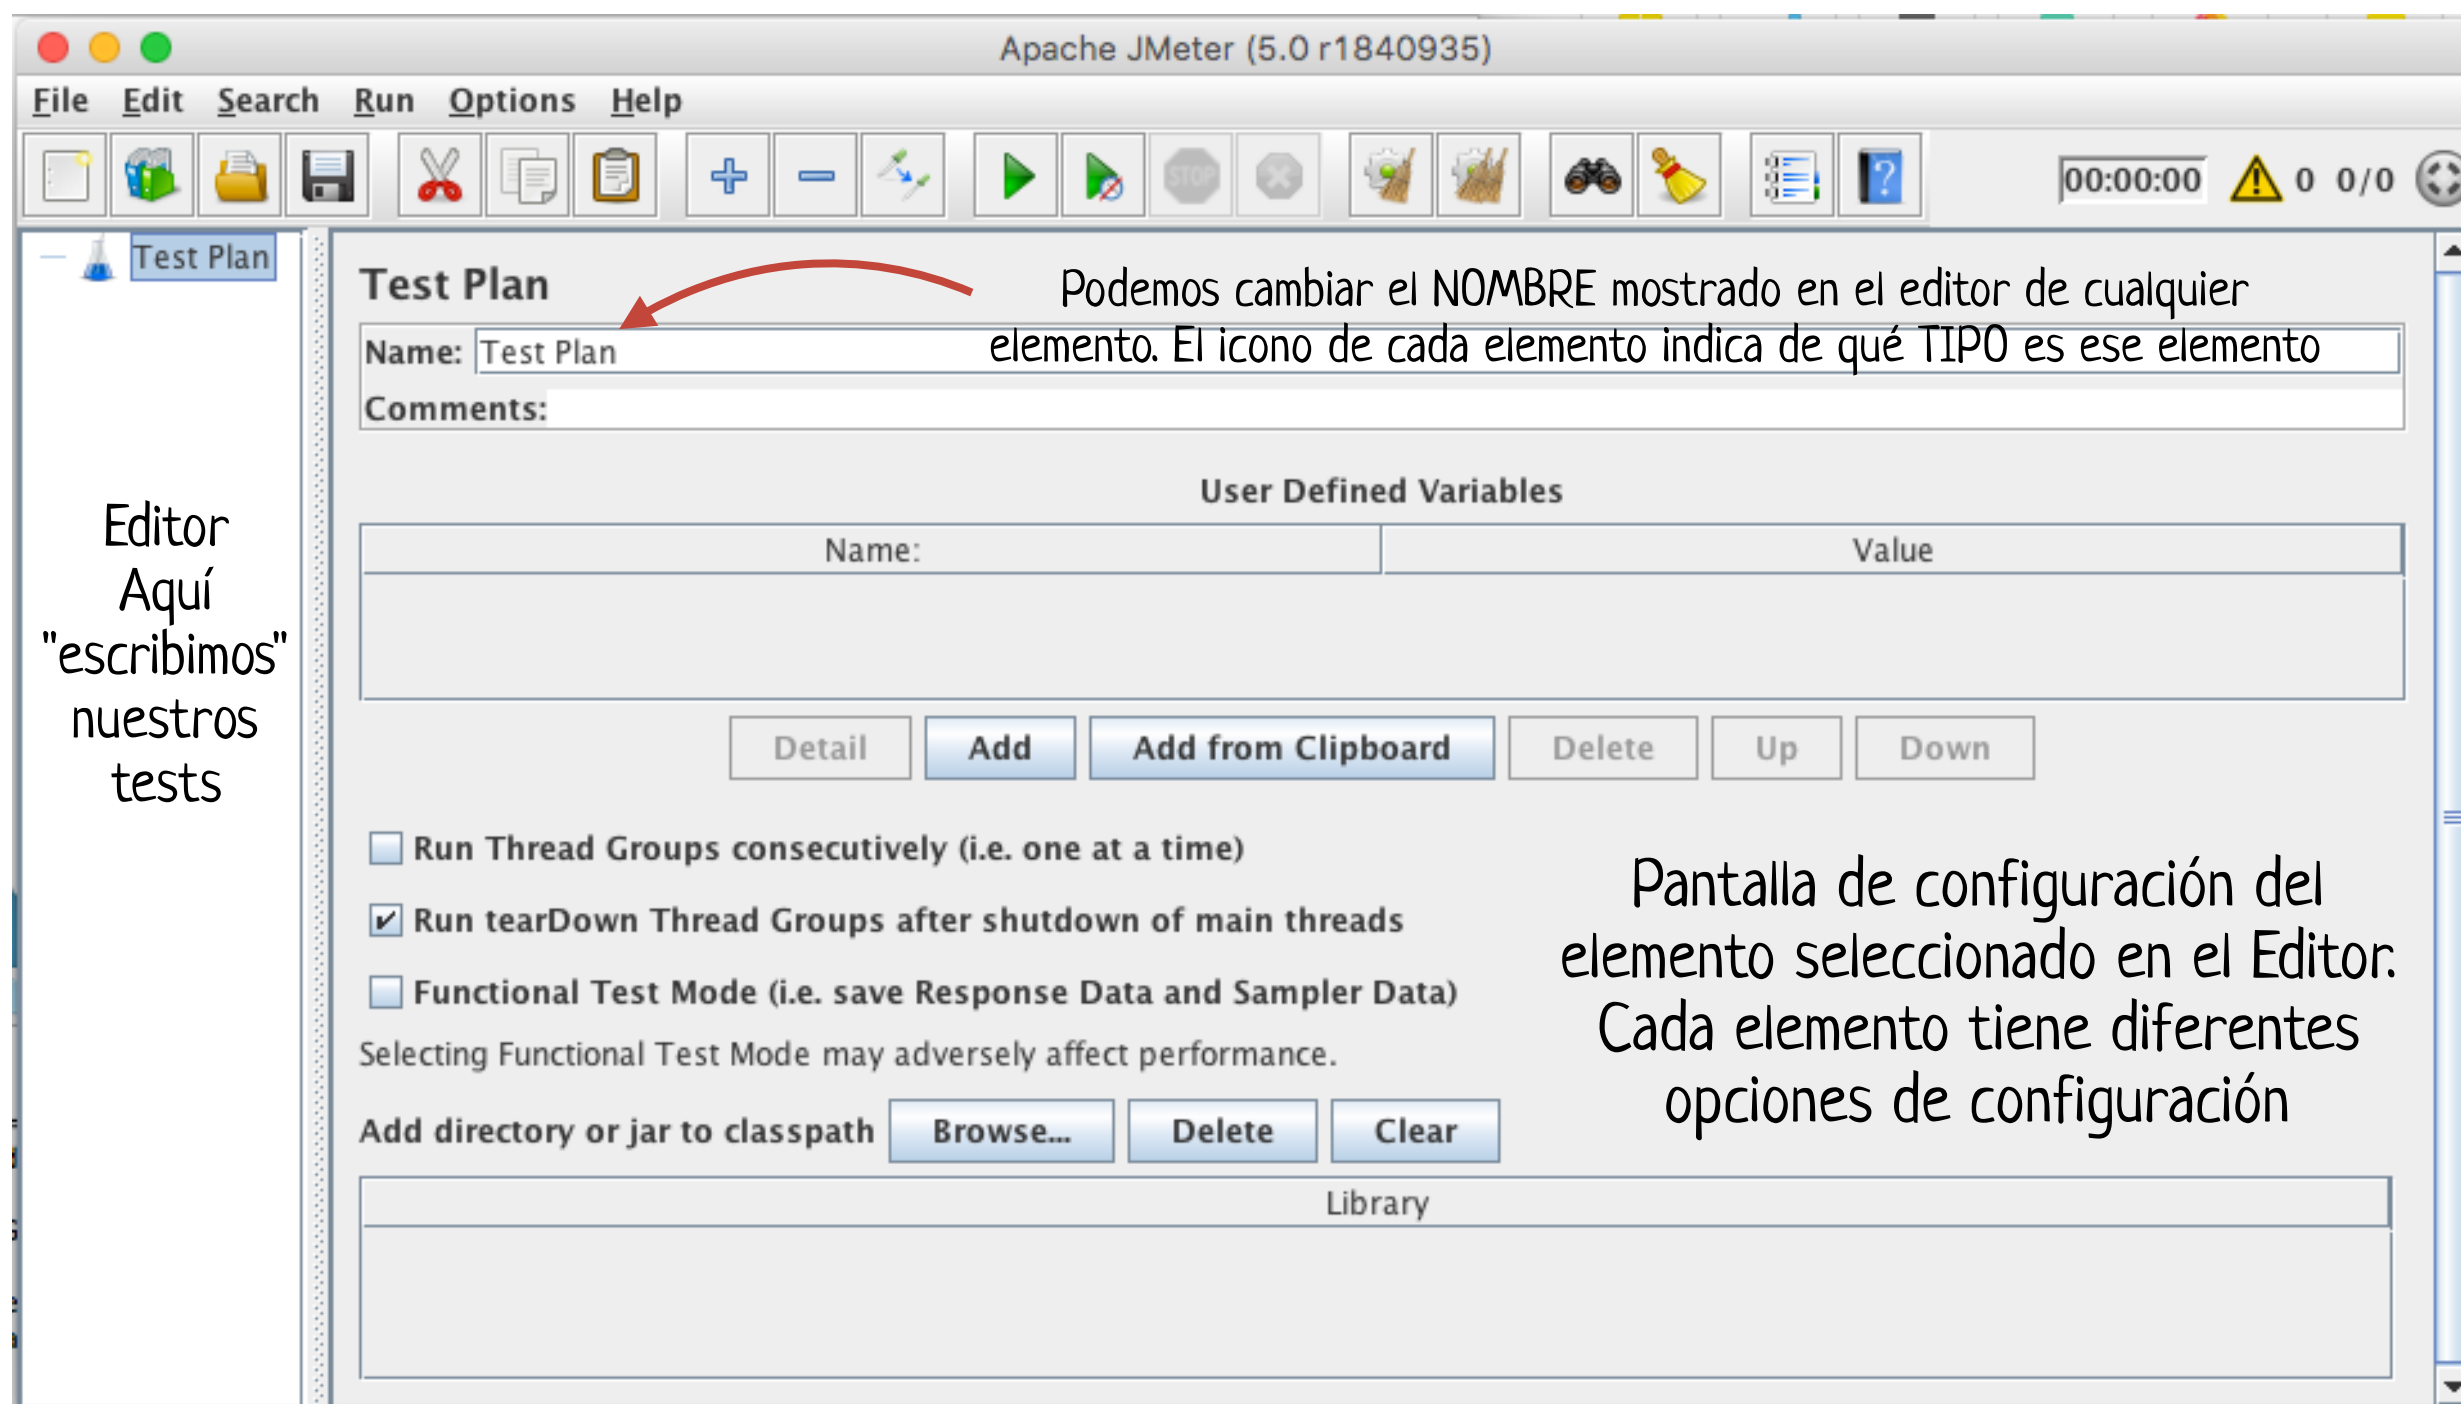 Apache JMeter (5.0 r1840935)
File Edit Search Run Options Help
STOP
00:00:00 0 0/0
Test Plan
Test Plan
Podemos cambiar el NOMBRE mostrado en el editor de cualquier
elemento. El icono de cada elemento indica de qué TIPO es ese elemento
Name: Test Plan
Comments:
User Defined Variables
Name: Value
Editor
Aquí
"escribimos"
nuestros
tests
Detail Add Add from Clipboard Delete Up Down
Run Thread Groups consecutively (i.e. one at a time)
Run tearDown Thread Groups after shutdown of main threads
Functional Test Mode (i.e. save Response Data and Sampler Data)
Selecting Functional Test Mode may adversely affect performance.
Pantalla de configuración del
elemento seleccionado en el Editor.
Cada elemento tiene diferentes
opciones de configuración
Add directory or jar to classpath Browse... Delete Clear
Library